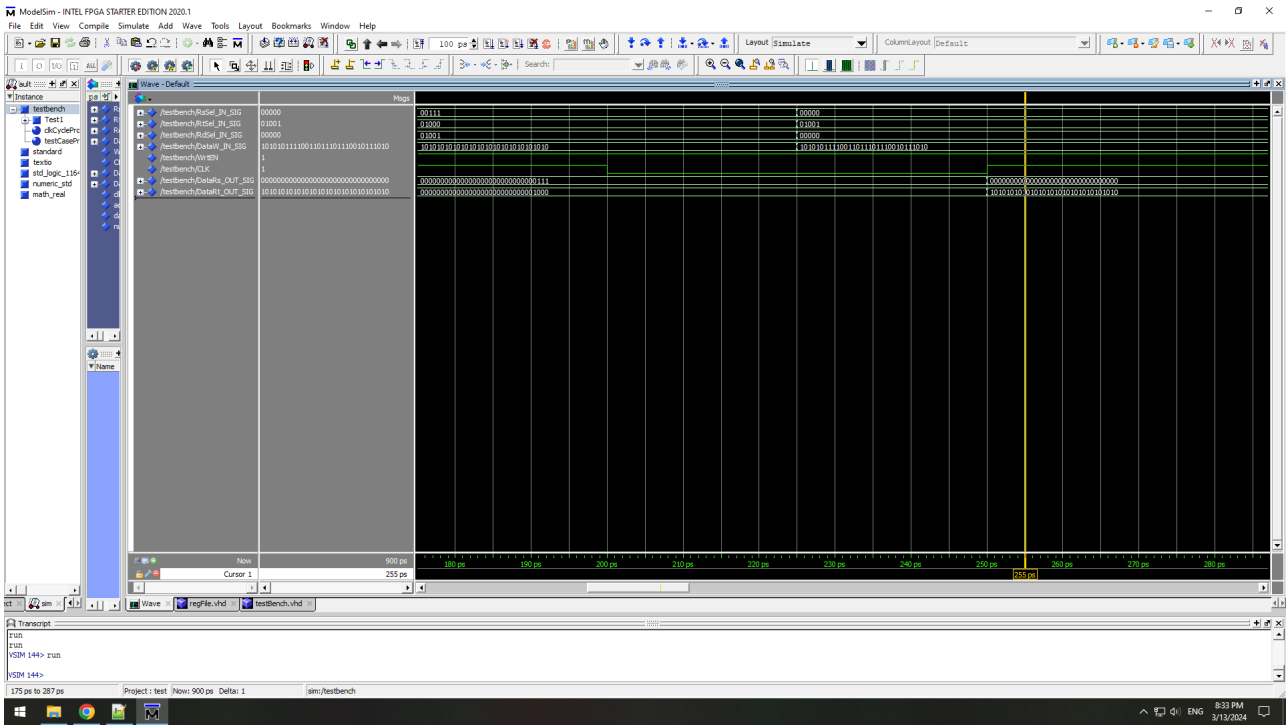 ModelSim - INTEL FPGA STARTER EDITION 2020.1
File Edit View Compile Simulate Add Wave Tools Layout Bookmarks Window Help
100 ps Layout Simulate ColumnLayout Default
Search:
ault Wave - Default
Instance Msgs
testbench
Test1
clkCyclePrc
testCasePr
standard
textio
std_logic_1164
numeric_std
math_real
/testbench/RsSel_IN_SIG 00000 00111 00000
/testbench/RtSel_IN_SIG 01001 01000 01001
/testbench/RdSel_IN_SIG 00000 01001 00000
/testbench/DataW_IN_SIG
/testbench/WrtEN 1
/testbench/CLK 1
/testbench/DataRs_OUT_SIG 00000000000000000000000000000000 00000000000000000000000000000111 00000000000000000000000000000000
/testbench/DataRt_OUT_SIG 10101010101010101010101010101010 00000000000000000000000000001000 10101010101010101010101010101010
Name
Now 900 ps 180 ps 190 ps 200 ps 210 ps 220 ps 230 ps 240 ps 250 ps 260 ps 270 ps 280 ps
Cursor 1 255 ps 255 ps
ect sim Wave regFile.vhd testBench.vhd
Transcript
run
run
VSIM 144> run
VSIM 144>
175 ps to 287 ps Project : test Now: 900 ps Delta: 1 sim:/testbench
ENG 8:33 PM
3/13/2024